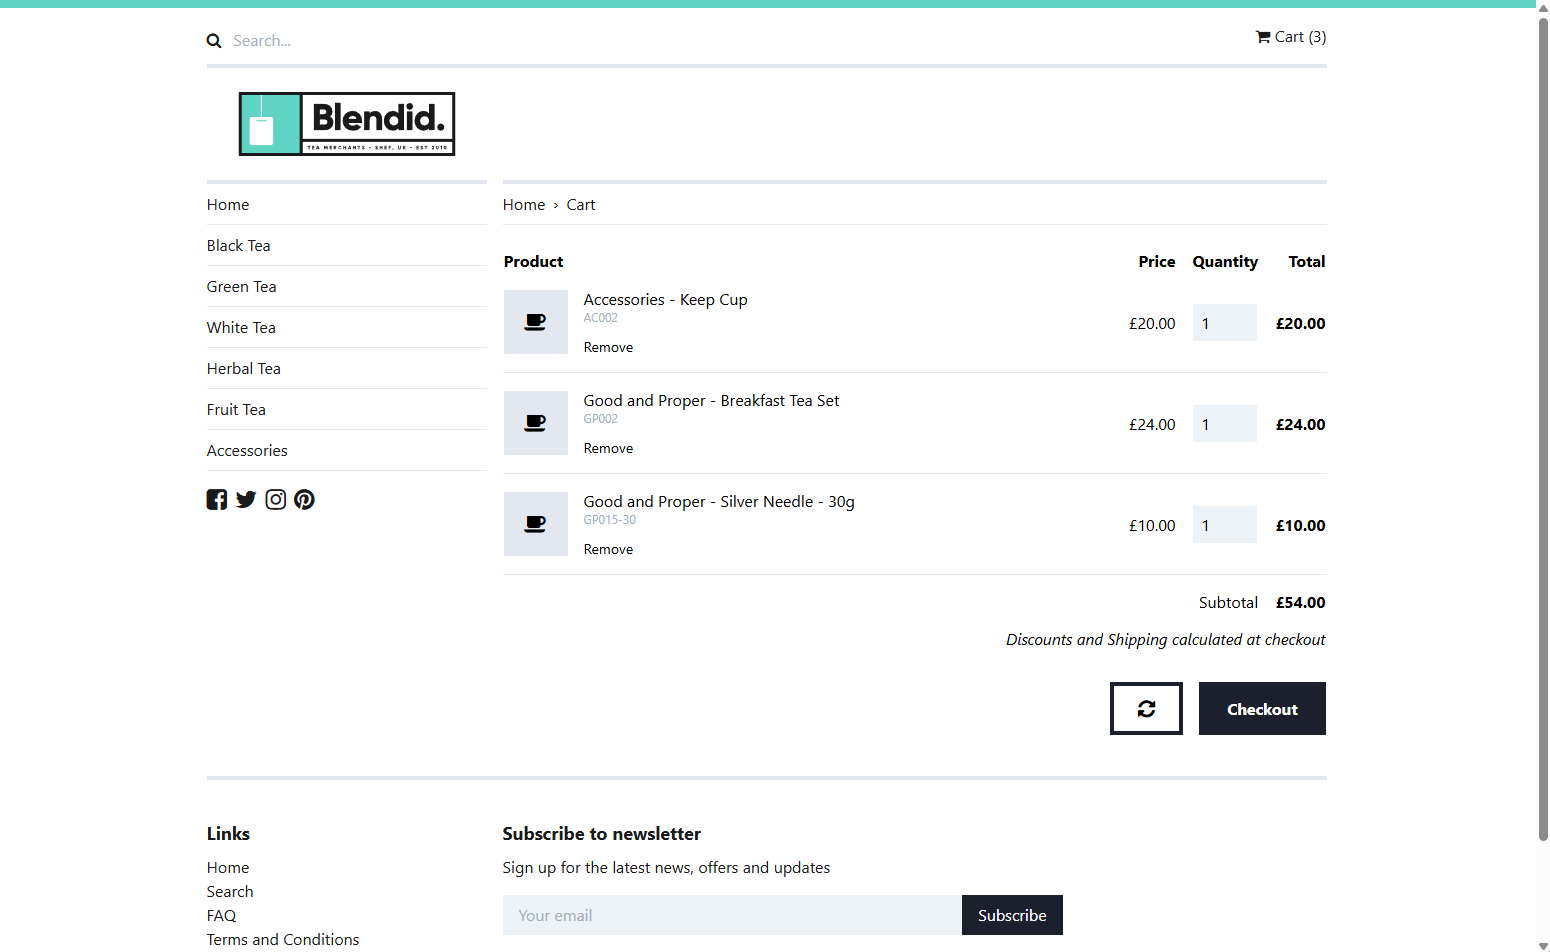 Search...
Cart (3)
Blendid.
TEA MERCHANTS • SHEF, UK • EST 2010
Home
Black Tea
Green Tea
White Tea
Herbal Tea
Fruit Tea
Accessories
Home › Cart
Product Price Quantity Total
Accessories - Keep Cup
AC002
Remove
£20.00 1 £20.00
Good and Proper - Breakfast Tea Set
GP002
Remove
£24.00 1 £24.00
Good and Proper - Silver Needle - 30g
GP015-30
Remove
£10.00 1 £10.00
Subtotal £54.00
Discounts and Shipping calculated at checkout
Checkout
Links
Home
Search
FAQ
Terms and Conditions
Subscribe to newsletter
Sign up for the latest news, offers and updates
Your email
Subscribe